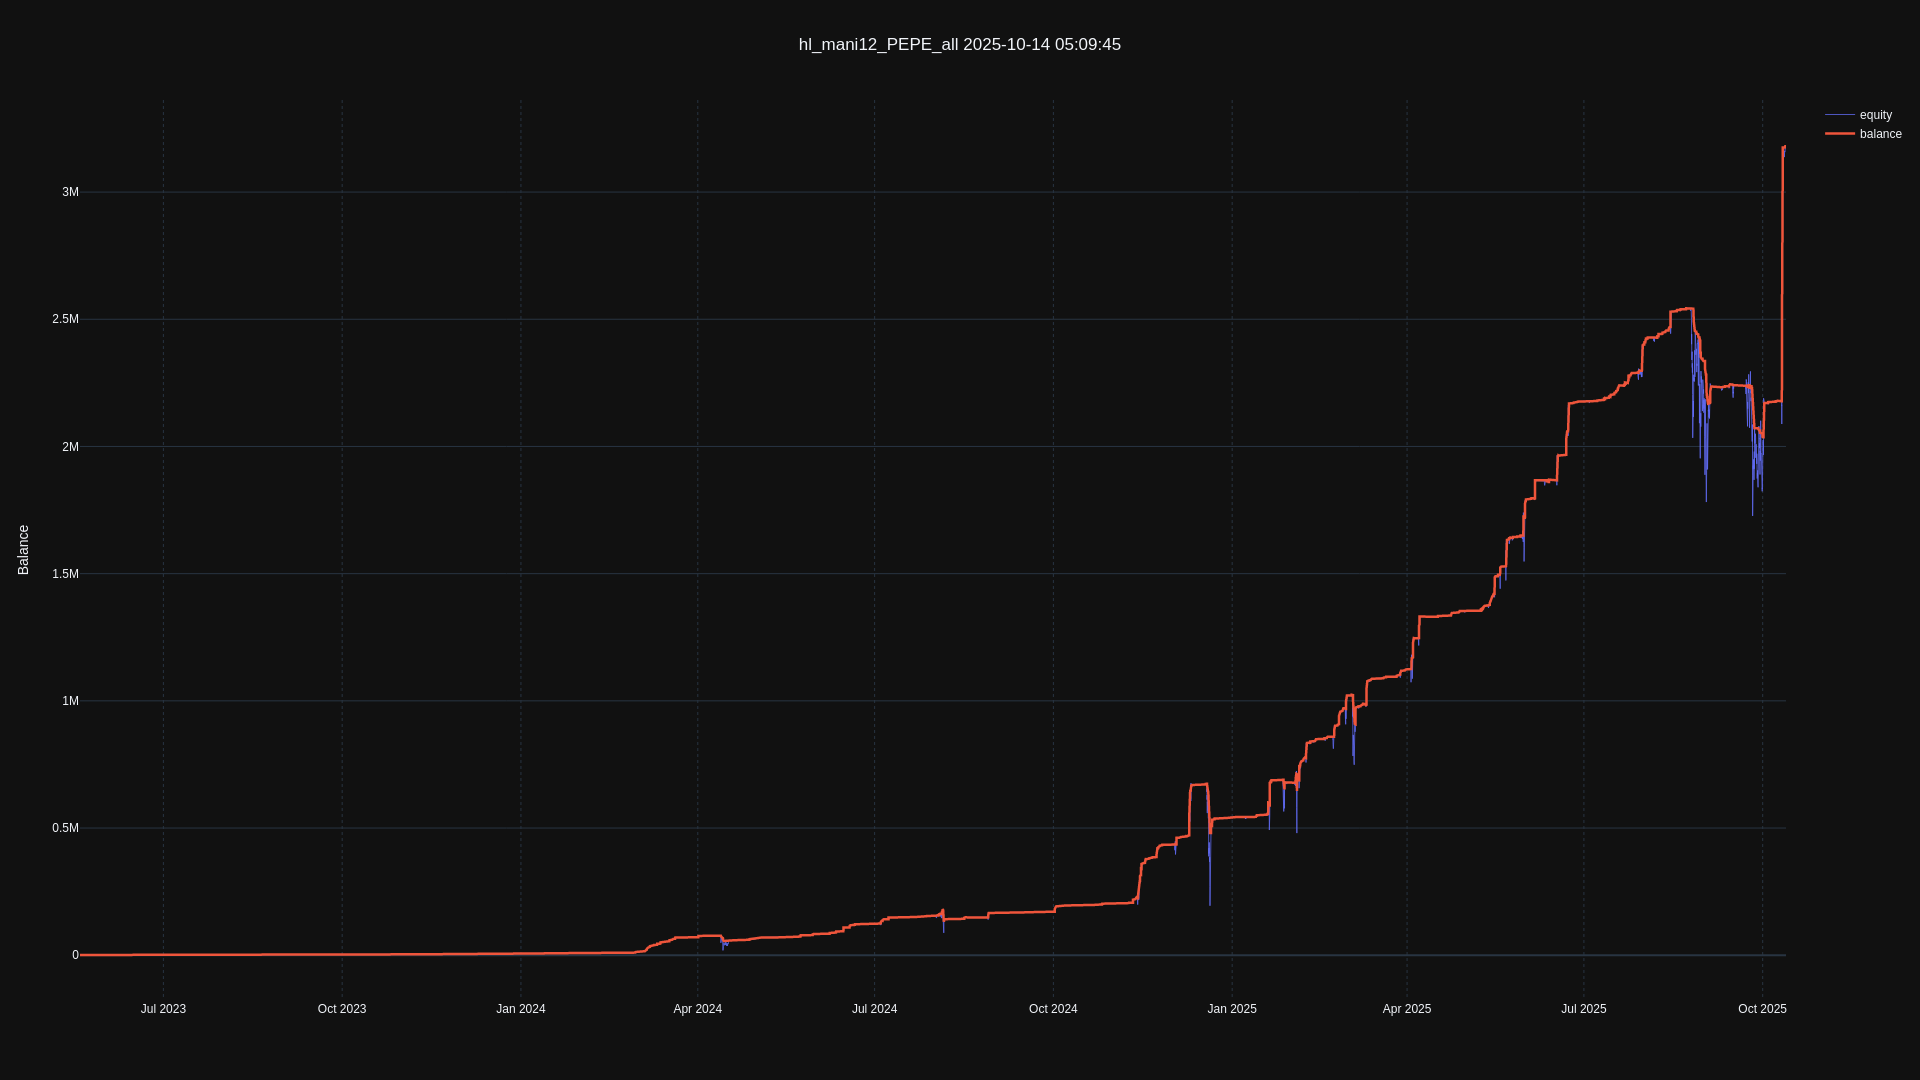 hl_mani12_PEPE_all 2025-10-14 05:09:45
equity
balance
Balance
3M
2.5M
2M
1.5M
1M
0.5M
0
Jul 2023
Oct 2023
Jan 2024
Apr 2024
Jul 2024
Oct 2024
Jan 2025
Apr 2025
Jul 2025
Oct 2025